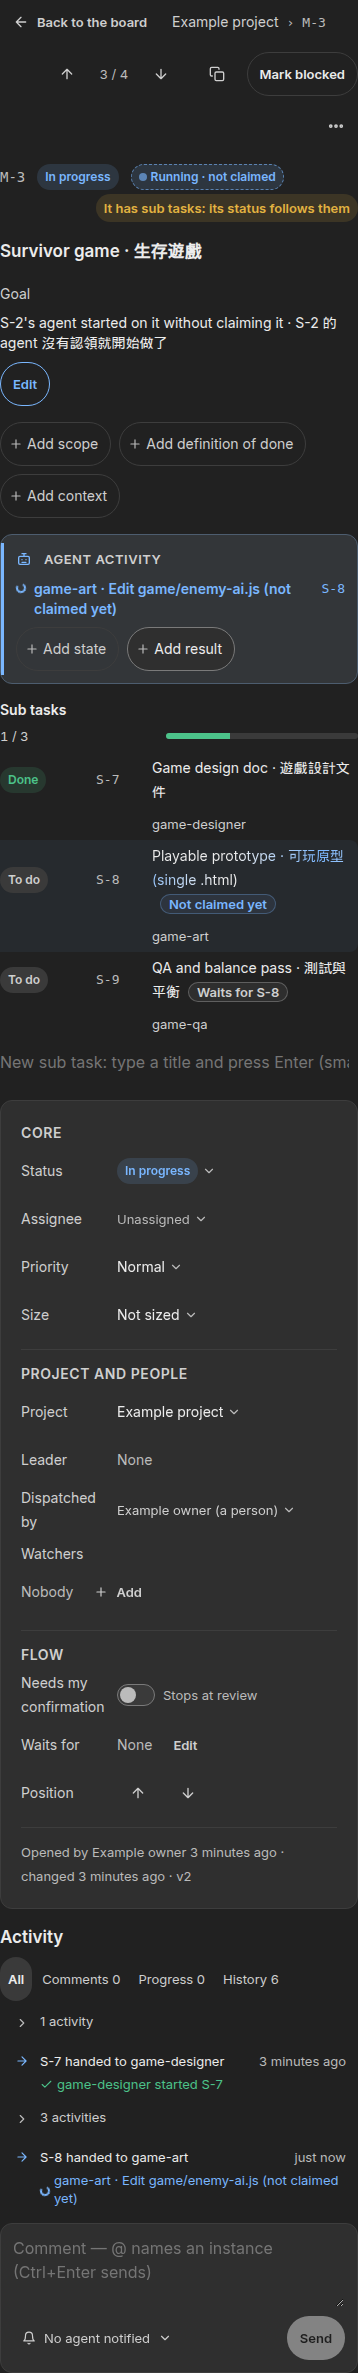 Back to the board
Example project › M-3
3 / 4
Mark blocked
M-3 In progress Running · not claimed
It has sub tasks: its status follows them
Survivor game · 生存遊戲
Goal
S-2's agent started on it without claiming it · S-2 的
agent 沒有認領就開始做了
Edit
+ Add scope + Add definition of done
+ Add context
AGENT ACTIVITY
game-art · Edit game/enemy-ai.js (not S-8
claimed yet)
+ Add state + Add result
Sub tasks
1 / 3
Done S-7 Game design doc · 遊戲設計文
件
game-designer
To do S-8 Playable prototype · 可玩原型
(single .html)
Not claimed yet
game-art
To do S-9 QA and balance pass · 測試與
平衡 Waits for S-8
game-qa
New sub task: type a title and press Enter (sma
CORE
Status In progress
Assignee Unassigned
Priority Normal
Size Not sized
PROJECT AND PEOPLE
Project Example project
Leader None
Dispatched
by Example owner (a person)
Watchers
Nobody + Add
FLOW
Needs my
confirmation Stops at review
Waits for None Edit
Position
Opened by Example owner 3 minutes ago ·
changed 3 minutes ago · v2
Activity
All Comments 0 Progress 0 History 6
1 activity
S-7 handed to game-designer 3 minutes ago
game-designer started S-7
3 activities
S-8 handed to game-art just now
game-art · Edit game/enemy-ai.js (not claimed
yet)
Comment — @ names an instance
(Ctrl+Enter sends)
No agent notified Send